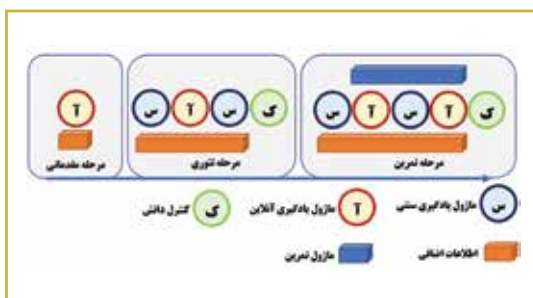 آ
س آ س ک
س آ س آ ک
مرحله مقدماتی
مرحله تئوری
مرحله تمرین
س ماژول یادگیری سنتی
آ ماژول یادگیری آنلاین
ک کنترل دانش
اطلاعات اضافی
ماژول تمرین